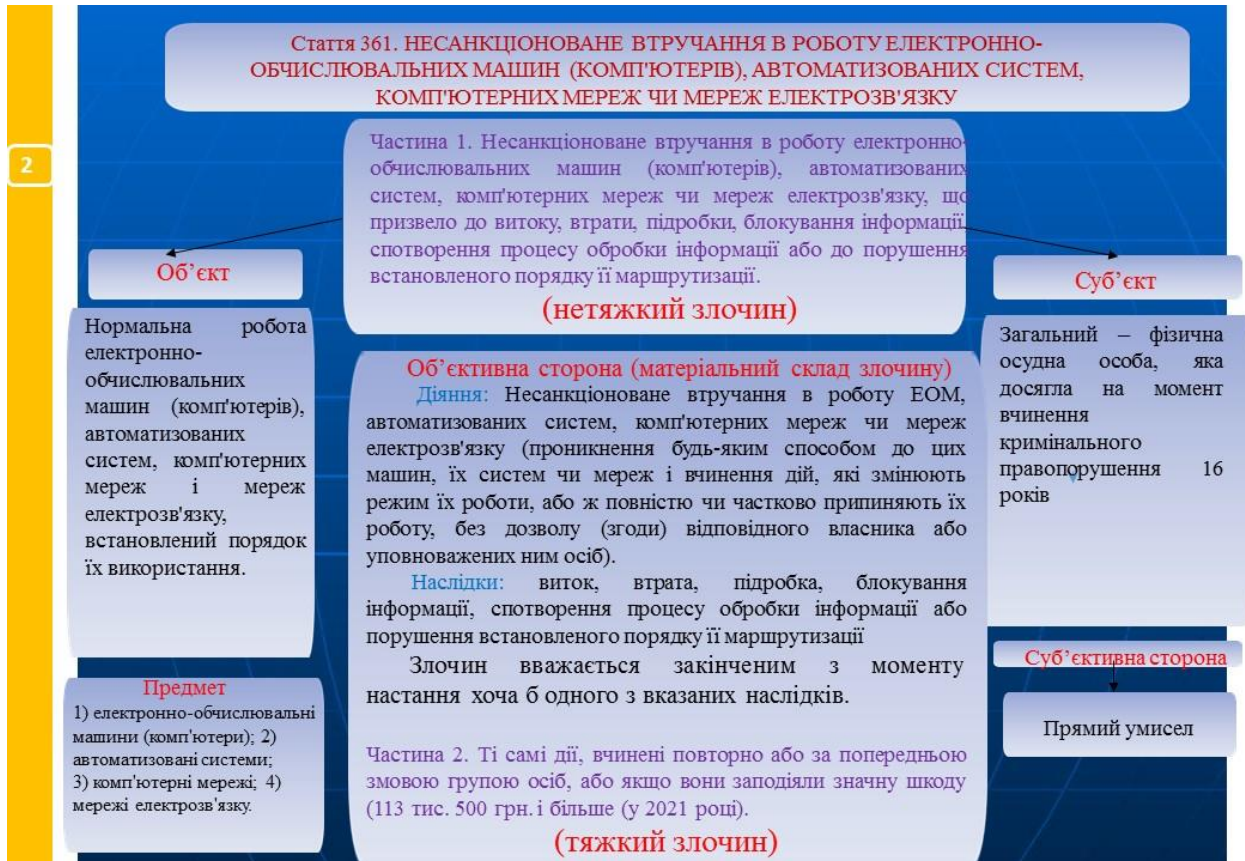 Стаття 361. НЕСАНКЦІОНОВАНЕ ВТРУЧАННЯ В РОБОТУ ЕЛЕКТРОННО-
ОБЧИСЛЮВАЛЬНИХ МАШИН (КОМП'ЮТЕРІВ), АВТОМАТИЗОВАНИХ СИСТЕМ,
КОМП'ЮТЕРНИХ МЕРЕЖ ЧИ МЕРЕЖ ЕЛЕКТРОЗВ'ЯЗКУ
2
Частина 1. Несанкціоноване втручання в роботу електронно-
обчислювальних машин (комп'ютерів), автоматизованих
систем, комп'ютерних мереж чи мереж електрозв'язку, що
призвело до витоку, втрати, підробки, блокування інформації,
спотворення процесу обробки інформації або до порушення
встановленого порядку її маршрутизації.
(нетяжкий злочин)
Об’єкт
Нормальна робота
електронно-
обчислювальних
машин (комп'ютерів),
автоматизованих
систем, комп'ютерних
мереж і мереж
електрозв'язку,
встановлений порядок
їх використання.
Предмет
1) електронно-обчислювальні
машини (комп'ютери); 2)
автоматизовані системи;
3) комп'ютерні мережі; 4)
мережі електрозв'язку.
Об’єктивна сторона (матеріальний склад злочину)
Діяння: Несанкціоноване втручання в роботу ЕОМ,
автоматизованих систем, комп'ютерних мереж чи мереж
електрозв'язку (проникнення будь-яким способом до цих
машин, їх систем чи мереж і вчинення дій, які змінюють
режим їх роботи, або ж повністю чи частково припиняють їх
роботу, без дозволу (згоди) відповідного власника або
уповноважених ним осіб).
Наслідки: виток, втрата, підробка, блокування
інформації, спотворення процесу обробки інформації або
порушення встановленого порядку її маршрутизації
Злочин вважається закінченим з моменту
настання хоча б одного з вказаних наслідків.
Частина 2. Ті самі дії, вчинені повторно або за попередньою
змовою групою осіб, або якщо вони заподіяли значну шкоду
(113 тис. 500 грн. і більше (у 2021 році).
(тяжкий злочин)
Суб’єкт
Загальний – фізична
осудна особа, яка
досягла на момент
вчинення
кримінального
правопорушення 16
років
Суб’єктивна сторона
Прямий умисел